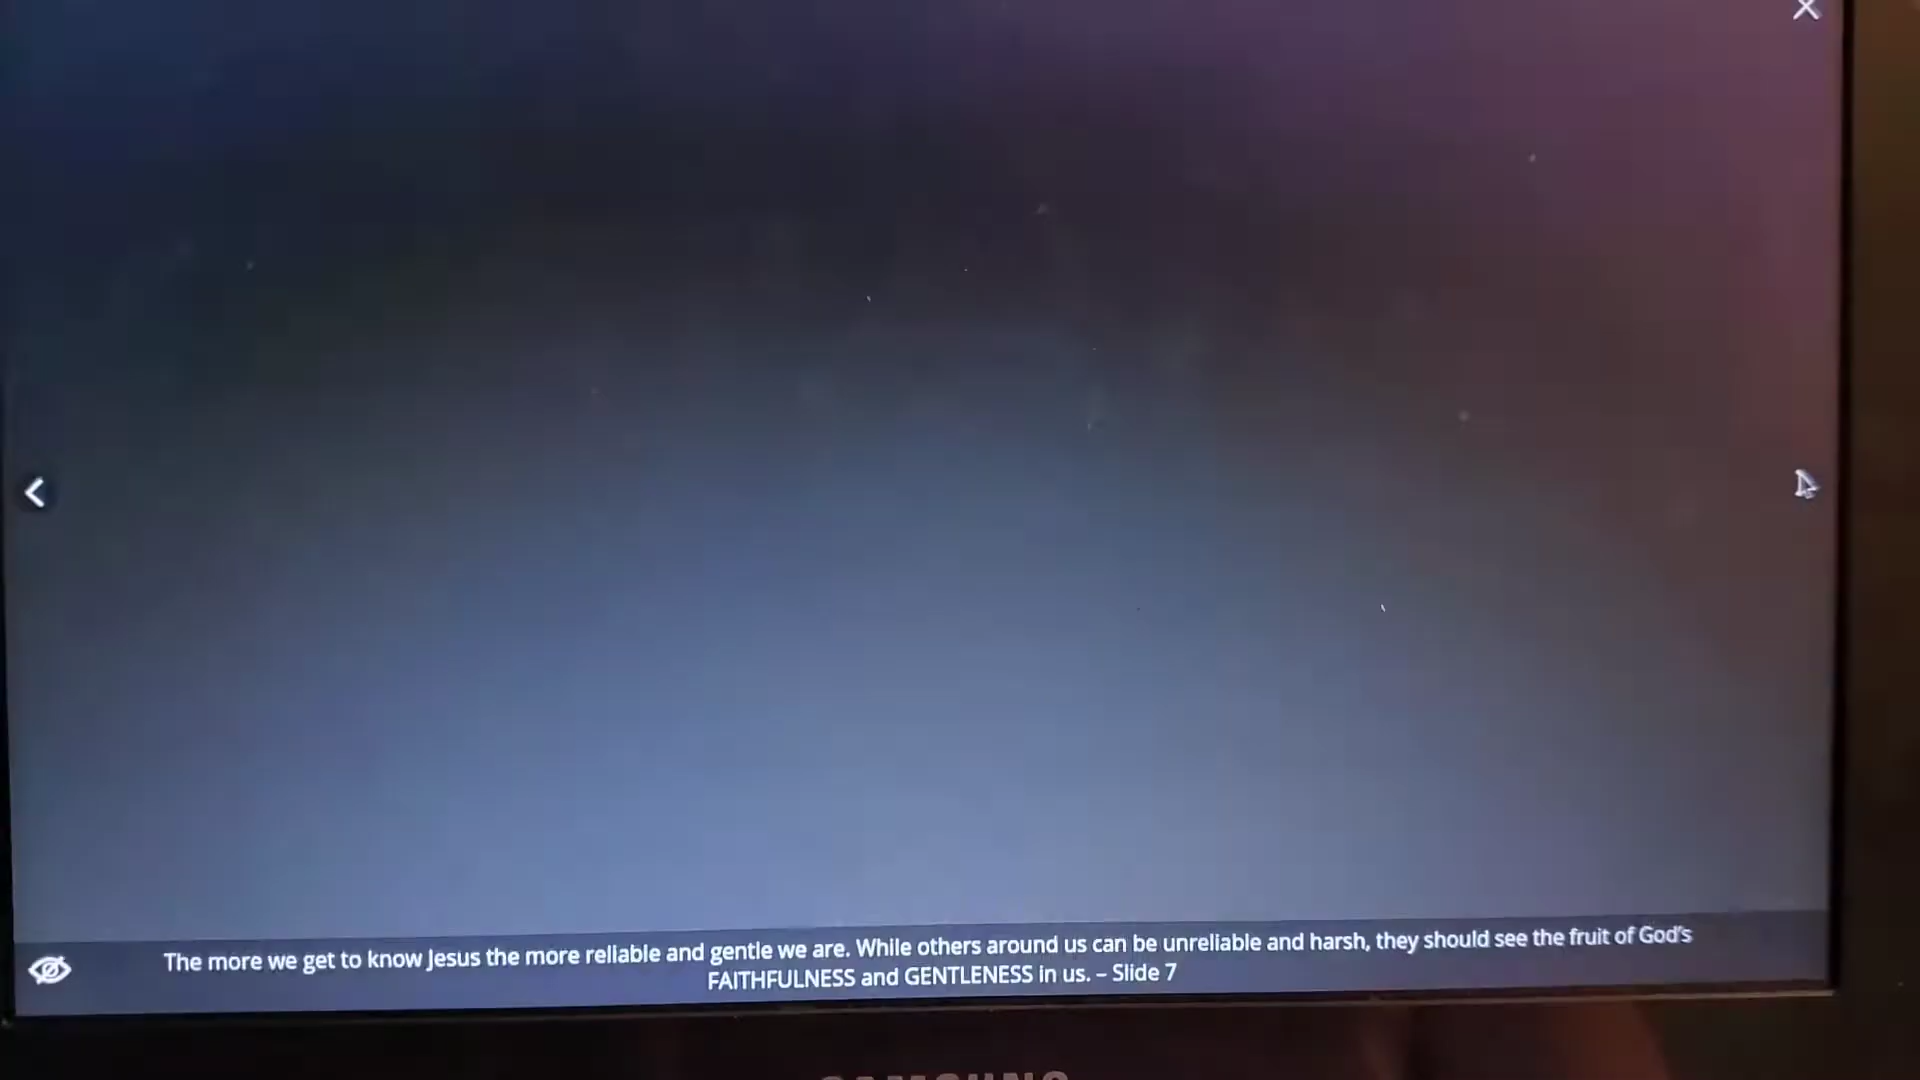 The more we get to know Jesus the more reliable and gentle we are. While others around us can be unreliable and harsh, they should see the fruit of God's
FAITHFULNESS and GENTLENESS in us. – Slide 7
SAMSUNG